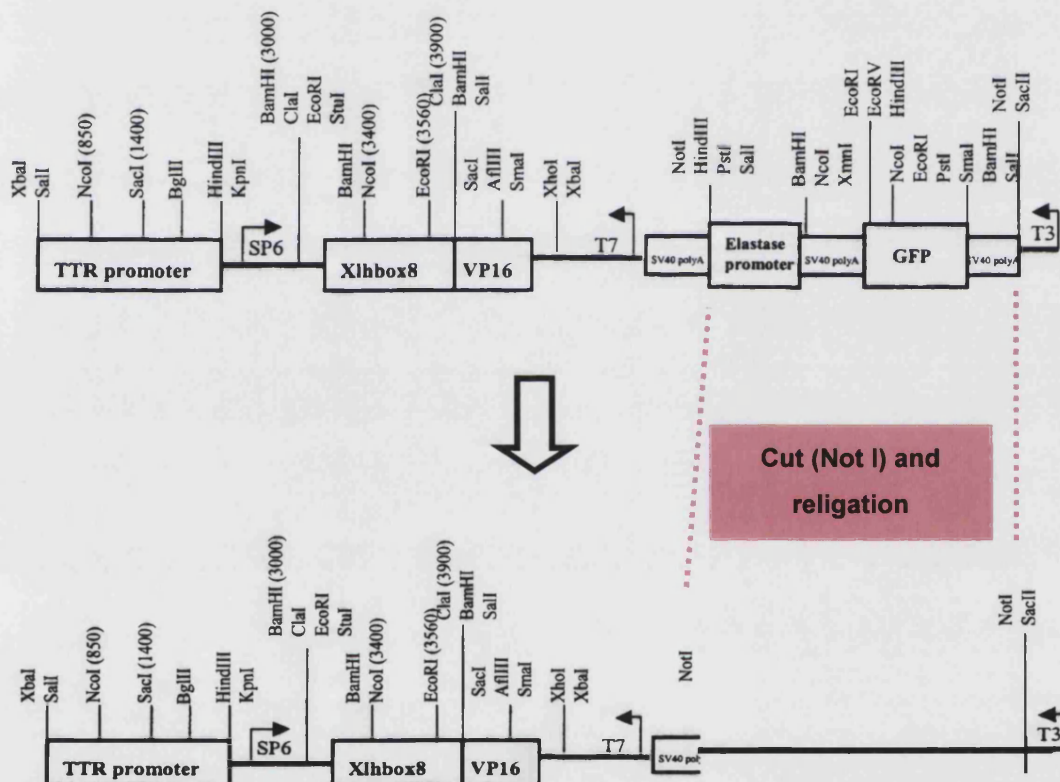 XbaI
SalI
NcoI (850)
SacI (1400)
BglII
HindIII
KpnI
SP6
BamHI (3000)
ClaI
EcoRI
StuI
BamHI
NcoI (3400)
EcoRI (3560)
ClaI (3900)
BamHI
SalI
SacI
AflIII
SmaI
XhoI
XbaI
T7
NotI
HindIII
PstI
SalI
BamHI
NcoI
XmnI
EcoRI
EcoRV
HindIII
NcoI
EcoRI
PstI
SmaI
BamHI
SalI
NotI
SacII
T3
TTR promoter
Xlhbox8
VP16
SV40 polyA
Elastase
promoter
SV40 polyA
GFP
SV40 polyA
Cut (Not I) and
religation
XbaI
SalI
NcoI (850)
SacI (1400)
BglII
HindIII
KpnI
SP6
BamHI (3000)
ClaI
EcoRI
StuI
BamHI
NcoI (3400)
EcoRI (3560)
ClaI (3900)
BamHI
SalI
SacI
AflIII
SmaI
XhoI
XbaI
T7
NotI
NotI
SacII
T3
TTR promoter
Xlhbox8
VP16
SV40 pol